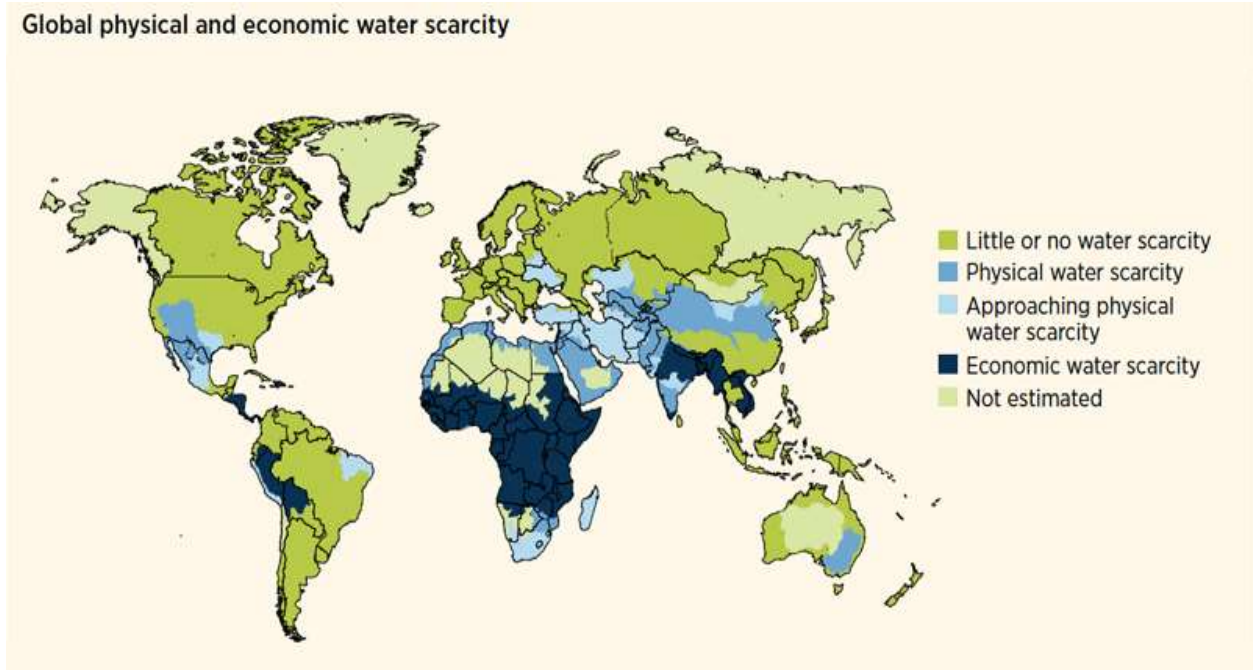 Global physical and economic water scarcity
Little or no water scarcity
Physical water scarcity
Approaching physical
water scarcity
Economic water scarcity
Not estimated